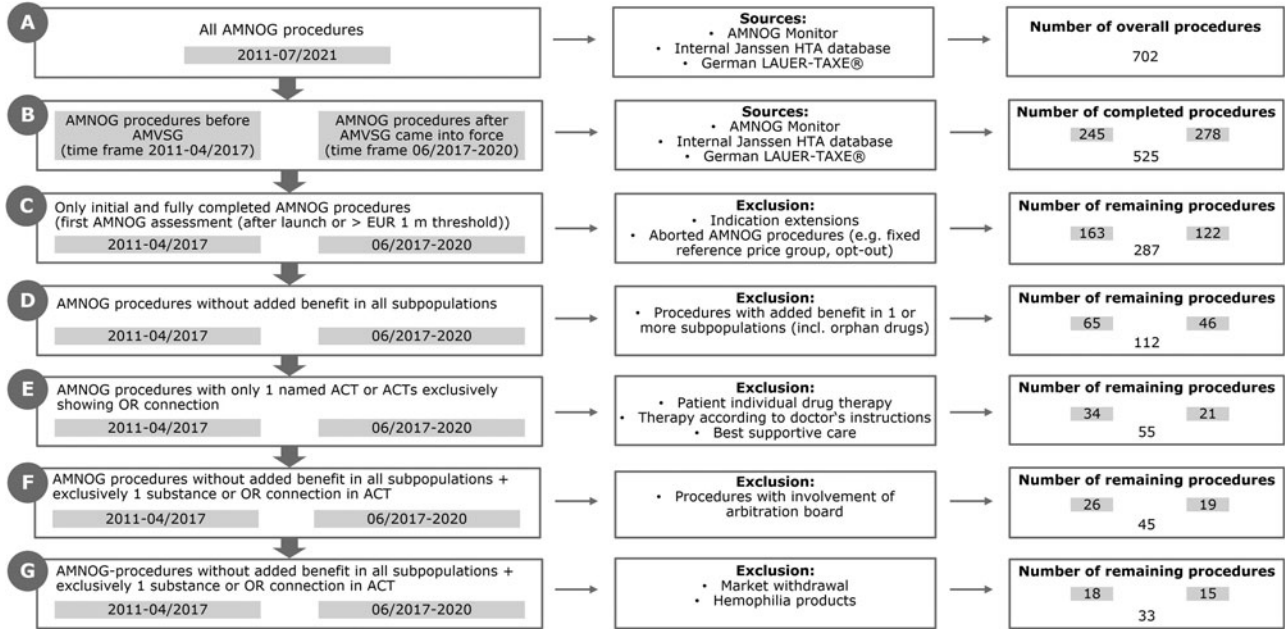 A
All AMNOG procedures
2011-07/2021
Sources:
• AMNOG Monitor
• Internal Janssen HTA database
• German LAUER-TAXE®
Number of overall procedures
702
B
AMNOG procedures before
AMVSG
(time frame 2011-04/2017)
AMNOG procedures after
AMVSG came into force
(time frame 06/2017-2020)
Sources:
• AMNOG Monitor
• Internal Janssen HTA database
• German LAUER-TAXE®
Number of completed procedures
245 278
525
C
Only initial and fully completed AMNOG procedures
(first AMNOG assessment (after launch or > EUR 1 m threshold))
2011-04/2017 06/2017-2020
Exclusion:
• Indication extensions
• Aborted AMNOG procedures (e.g. fixed
reference price group, opt-out)
Number of remaining procedures
163 122
287
D
AMNOG procedures without added benefit in all subpopulations
2011-04/2017 06/2017-2020
Exclusion:
• Procedures with added benefit in 1 or
more subpopulations (incl. orphan drugs)
Number of remaining procedures
65 46
112
E
AMNOG procedures with only 1 named ACT or ACTs exclusively
showing OR connection
2011-04/2017 06/2017-2020
Exclusion:
• Patient individual drug therapy
• Therapy according to doctor's instructions
• Best supportive care
Number of remaining procedures
34 21
55
F
AMNOG procedures without added benefit in all subpopulations +
exclusively 1 substance or OR connection in ACT
2011-04/2017 06/2017-2020
Exclusion:
• Procedures with involvement of
arbitration board
Number of remaining procedures
26 19
45
G
AMNOG-procedures without added benefit in all subpopulations +
exclusively 1 substance or OR connection in ACT
2011-04/2017 06/2017-2020
Exclusion:
• Market withdrawal
• Hemophilia products
Number of remaining procedures
18 15
33